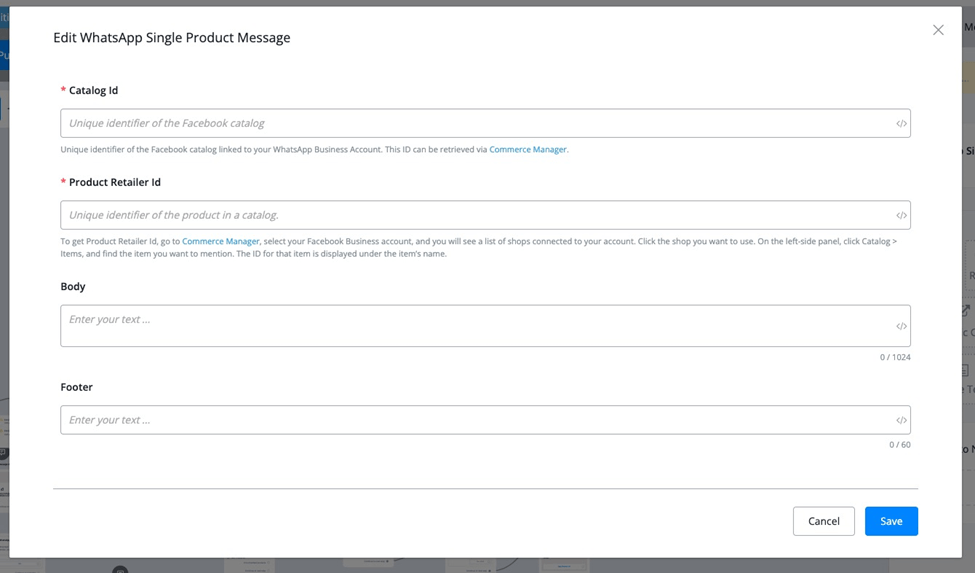 Edit WhatsApp Single Product Message
* Catalog Id
Unique identifier of the Facebook catalog
Unique identifier of the Facebook catalog linked to your WhatsApp Business Account. This ID can be retrieved via Commerce Manager.
* Product Retailer Id
Unique identifier of the product in a catalog.
To get Product Retailer Id, go to Commerce Manager, select your Facebook Business account, and you will see a list of shops connected to your account. Click the shop you want to use. On the left-side panel, click Catalog >
Items, and find the item you want to mention. The ID for that item is displayed under the item's name.
Body
Enter your text ...
0 / 1024
Footer
Enter your text ...
0 / 60
Cancel
Save